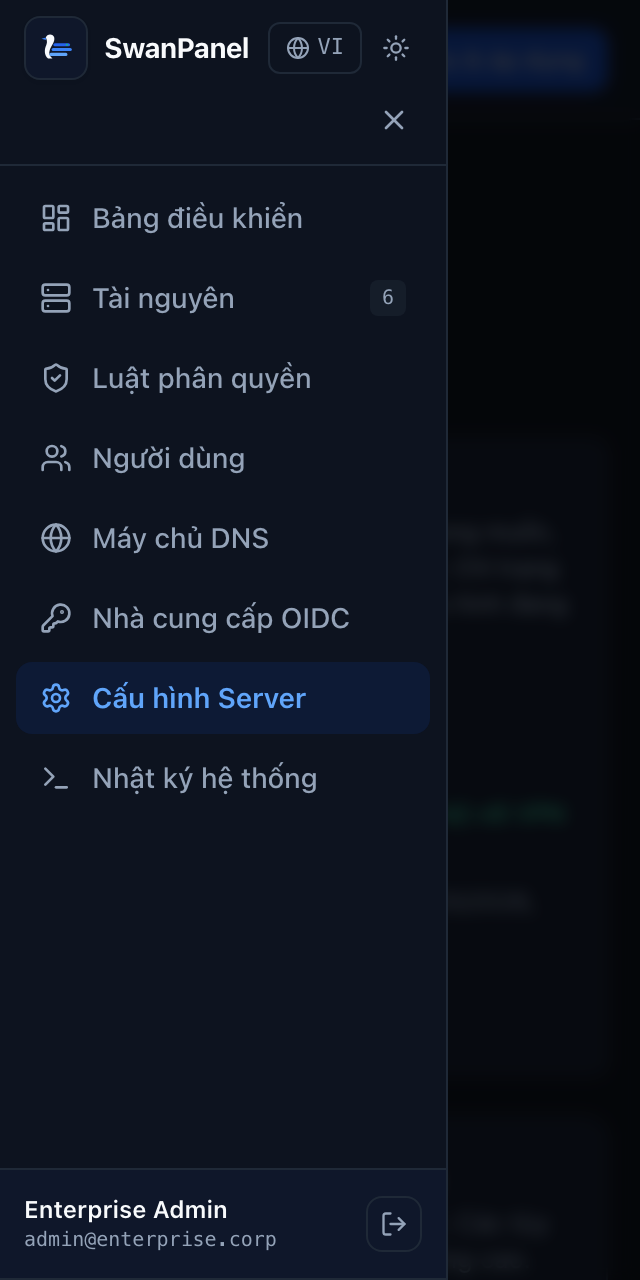 SwanPanel
VI
Bảng điều khiển
Tài nguyên
6
Luật phân quyền
Người dùng
Máy chủ DNS
Nhà cung cấp OIDC
Cấu hình Server
Nhật ký hệ thống
Enterprise Admin
admin@enterprise.corp